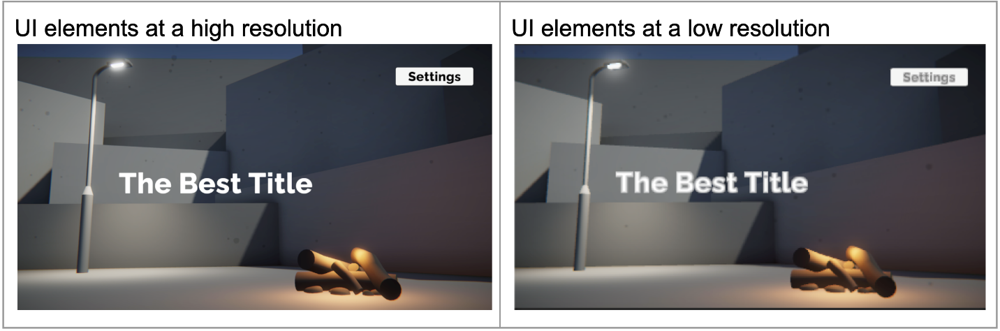 UI elements at a high resolution
Settings
The Best Title
UI elements at a low resolution
Settings
The Best Title